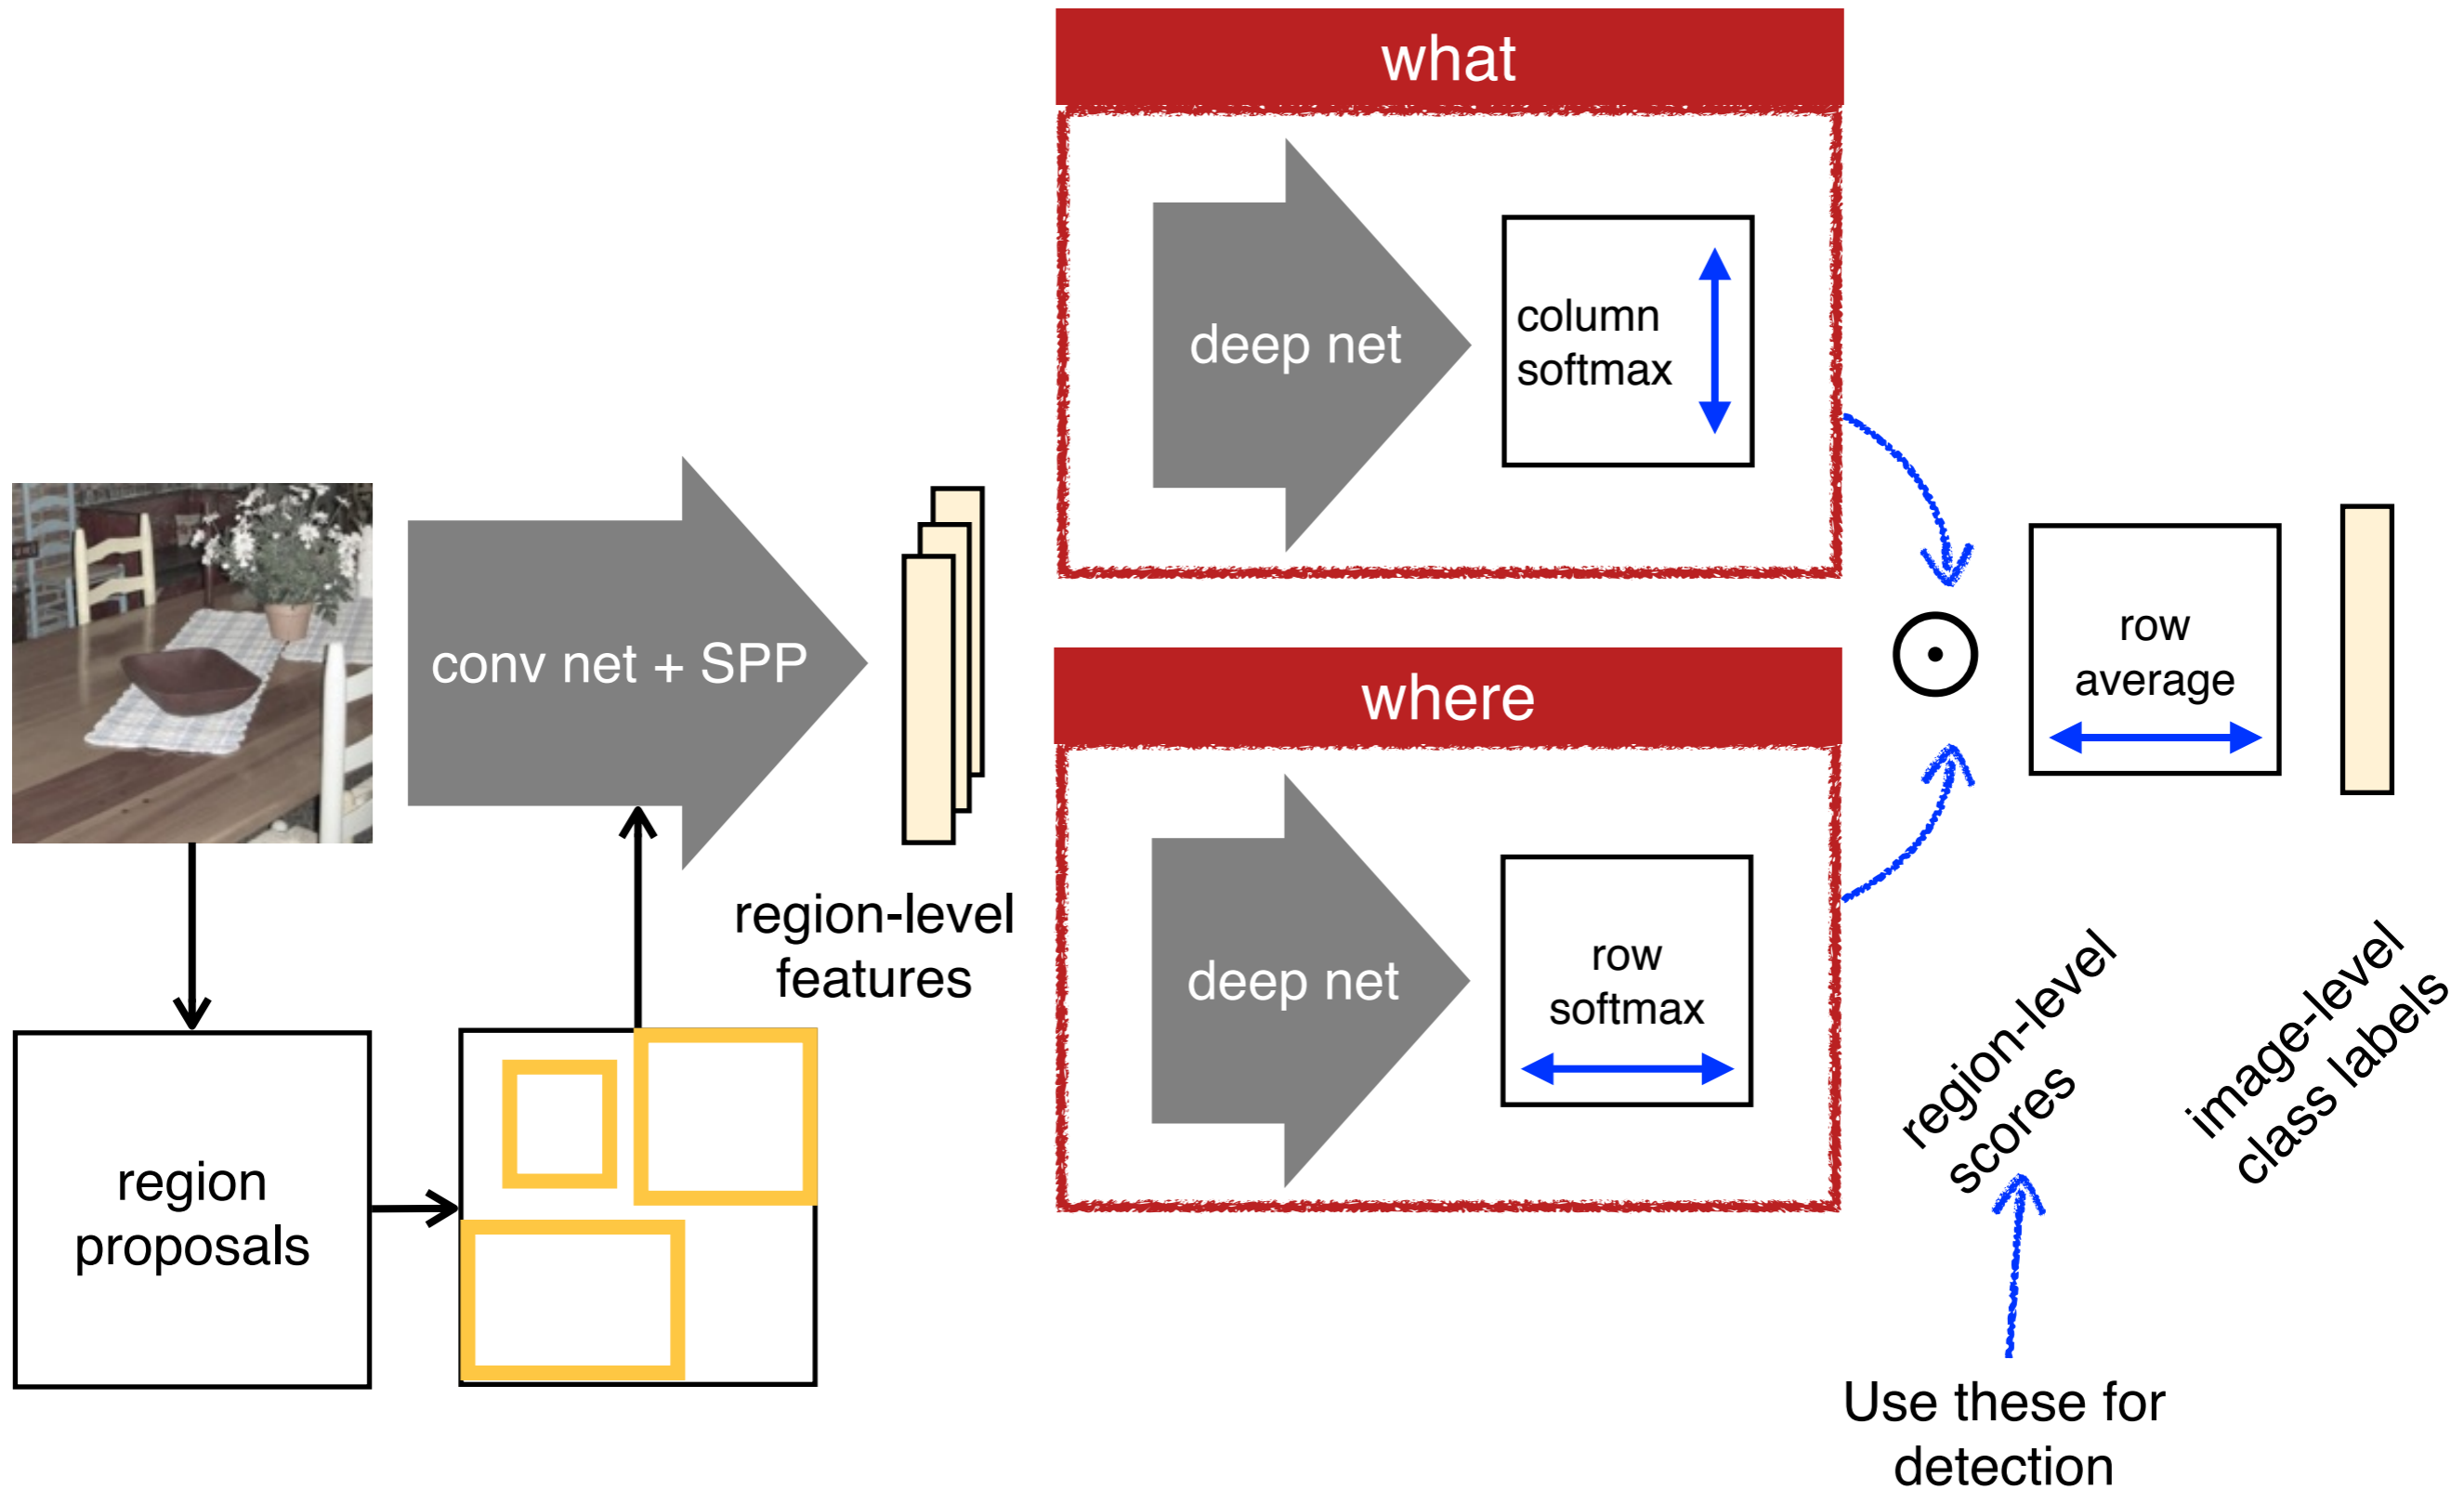 what
deep net
column
softmax
conv net + SPP
region-level
features
where
deep net
row
softmax
row
average
region
proposals
region-level
scores
image-level
class labels
Use these for
detection